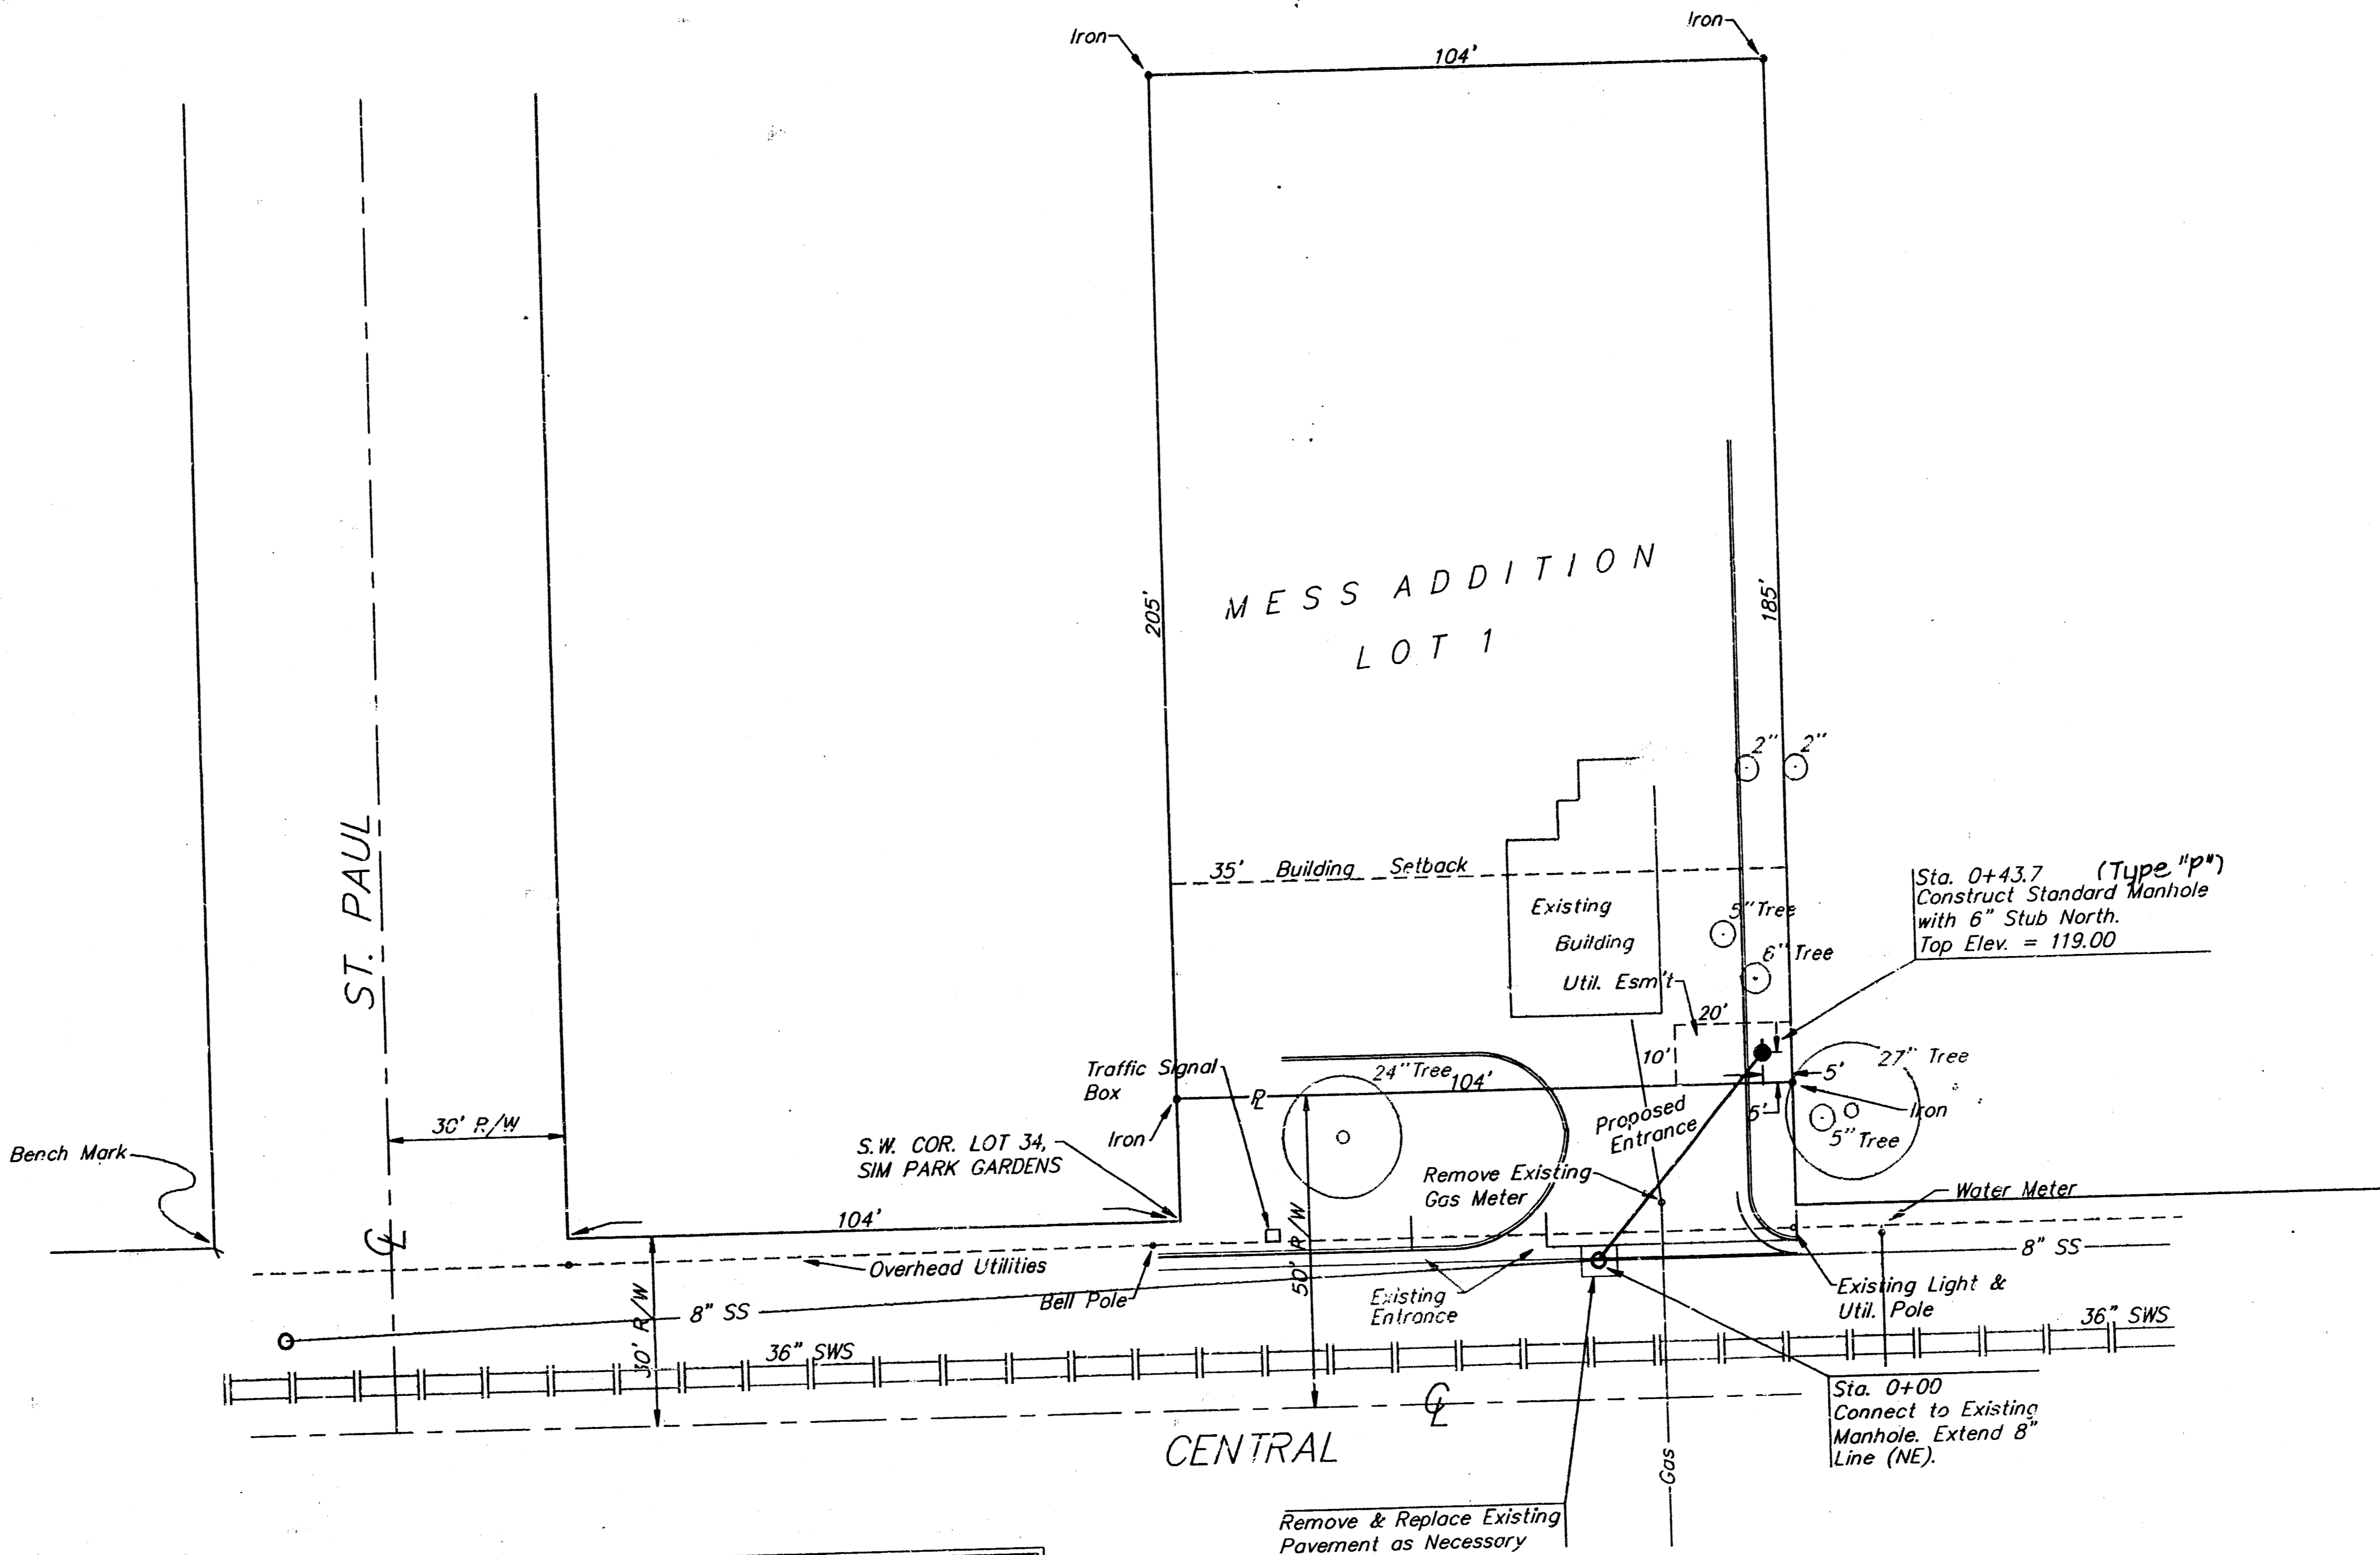 Iron
Iron
104'
205'
185'
MESS ADDITION
LOT 1
2" 2"
ST. PAUL
35' Building Setback
Sta. 0+43.7 (Type "P")
Construct Standard Manhole
with 6" Stub North.
Top Elev. = 119.00
Existing
Building
5" Tree
6" Tree
Util. Esm't
20'
10'
Traffic Signal
Box
24" Tree
104'
5'
27" Tree
PL
5'
Iron
Proposed
Entrance
5" Tree
30' R/W
Iron
S.W. COR. LOT 34,
SIM PARK GARDENS
Bench Mark
Remove Existing
Gas Meter
Water Meter
104'
CL
Overhead Utilities
8" SS
Bell Pole
8" SS
30' R/W
50' R/W
Existing
Entrance
Existing Light &
Util. Pole
36" SWS
36" SWS
CL
CENTRAL
Sta. 0+00
Connect to Existing
Manhole. Extend 8"
Line (NE).
Gas
Remove & Replace Existing
Pavement as Necessary